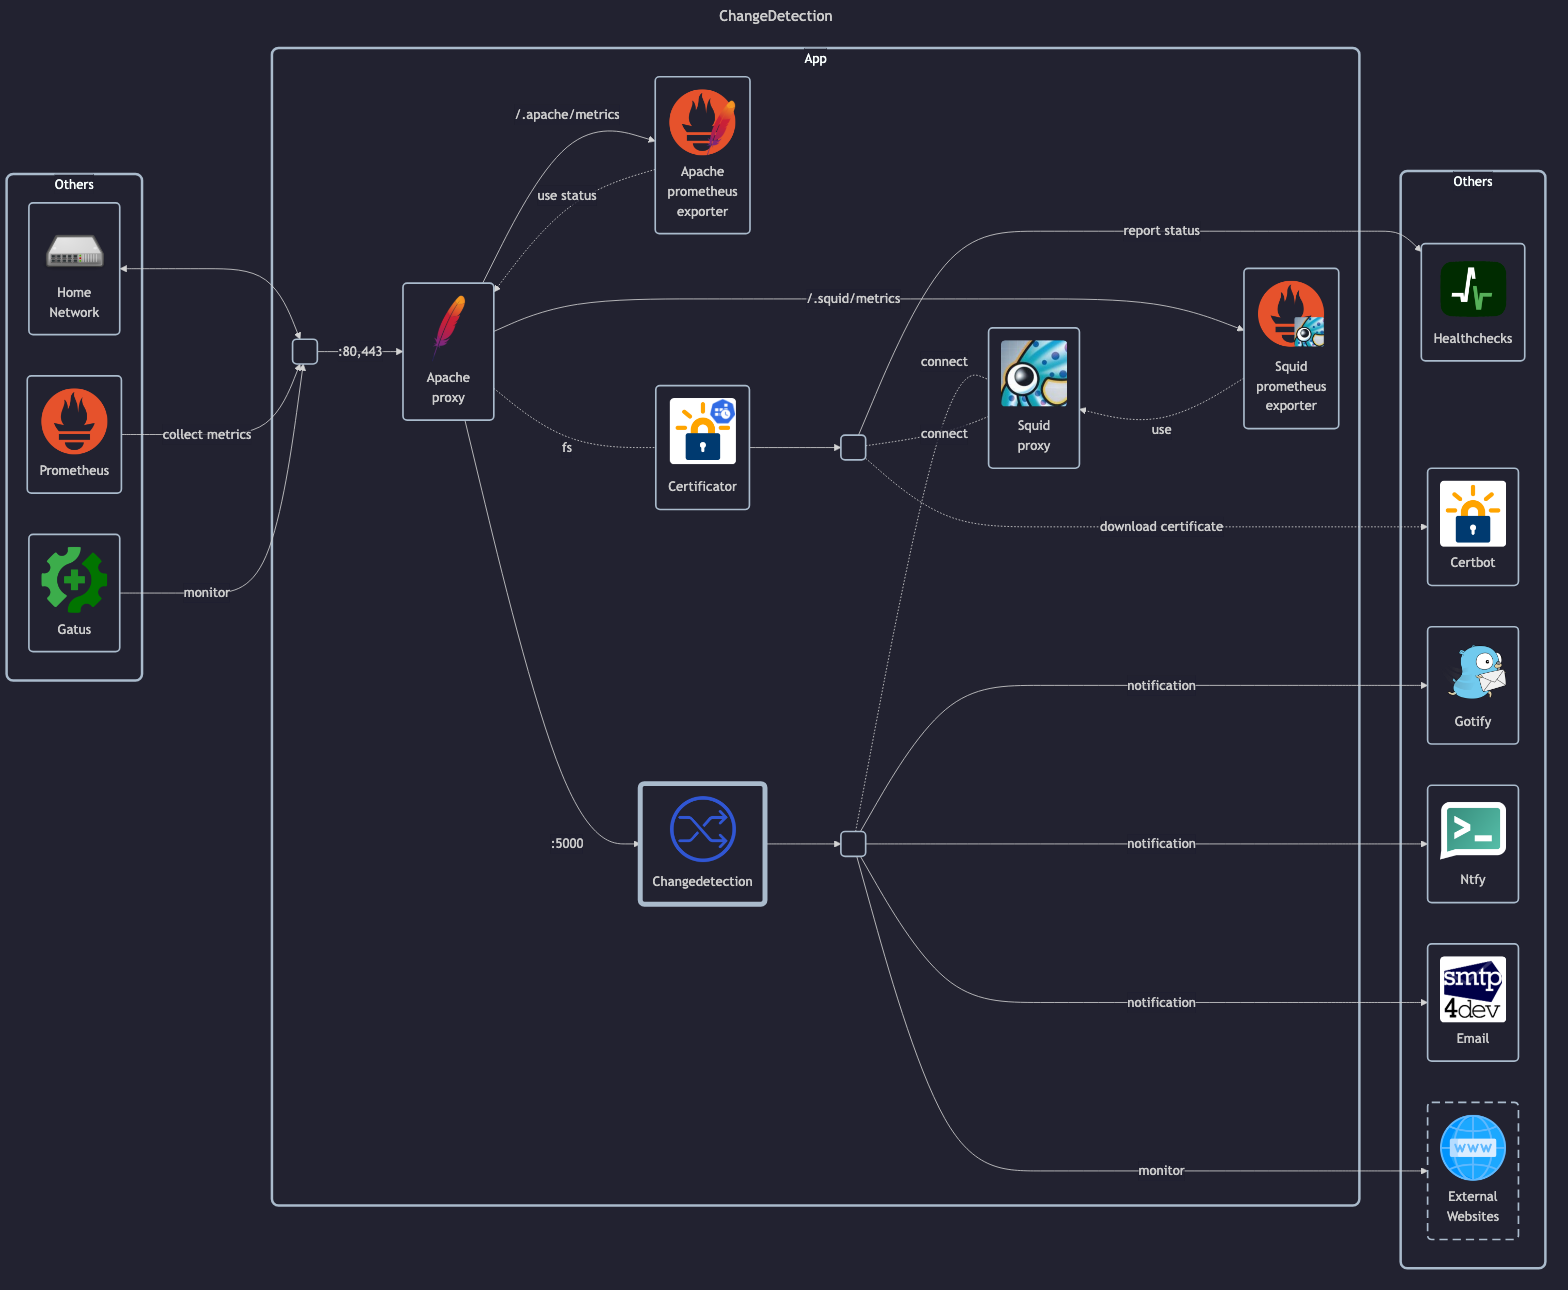 ChangeDetection
App
Others
Home
Network
Prometheus
Gatus
collect metrics
monitor
:80,443
Apache
proxy
/.apache/metrics
use status
Apache
prometheus
exporter
/.squid/metrics
fs
Certificator
:5000
Changedetection
report status
connect
connect
Squid
proxy
use
Squid
prometheus
exporter
download certificate
notification
notification
notification
monitor
Others
Healthchecks
Certbot
Gotify
>_
Ntfy
smtp
4dev
Email
WWW
External
Websites